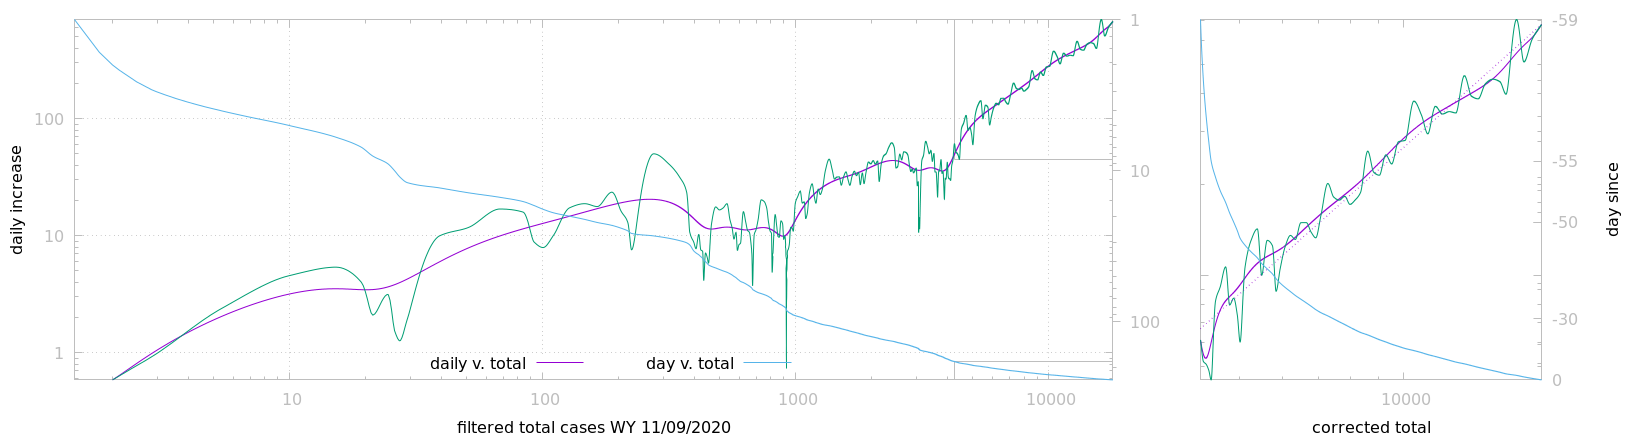 daily increase
100
10
1
10
100
1000
10000
filtered total cases WY 11/09/2020
daily v. total
day v. total
1
10
100
10000
corrected total
-59
-55
-50
-30
0
day since